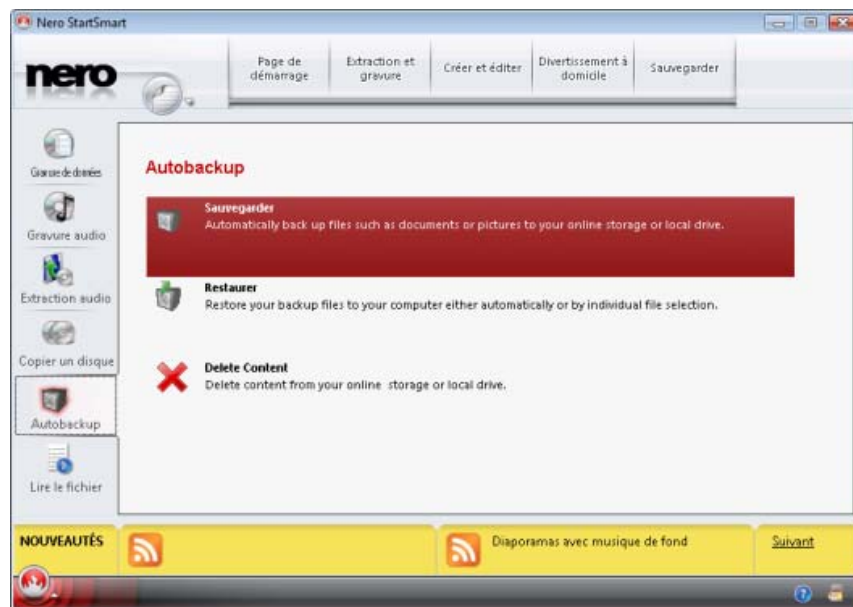 Nero StartSmart
nero
Page de
démarrage
Extraction et
gravure
Créer et éditer
Divertissement à
domicile
Sauvegarder
Gravure de données
Gravure audio
Extraction audio
Copier un disque
Autobackup
Lire le fichier
Autobackup
Sauvegarder
Automatically back up files such as documents or pictures to your online storage or local drive.
Restaurer
Restore your backup files to your computer either automatically or by individual file selection.
Delete Content
Delete content from your online storage or local drive.
NOUVEAUTÉS
Diaporamas avec musique de fond
Suivant